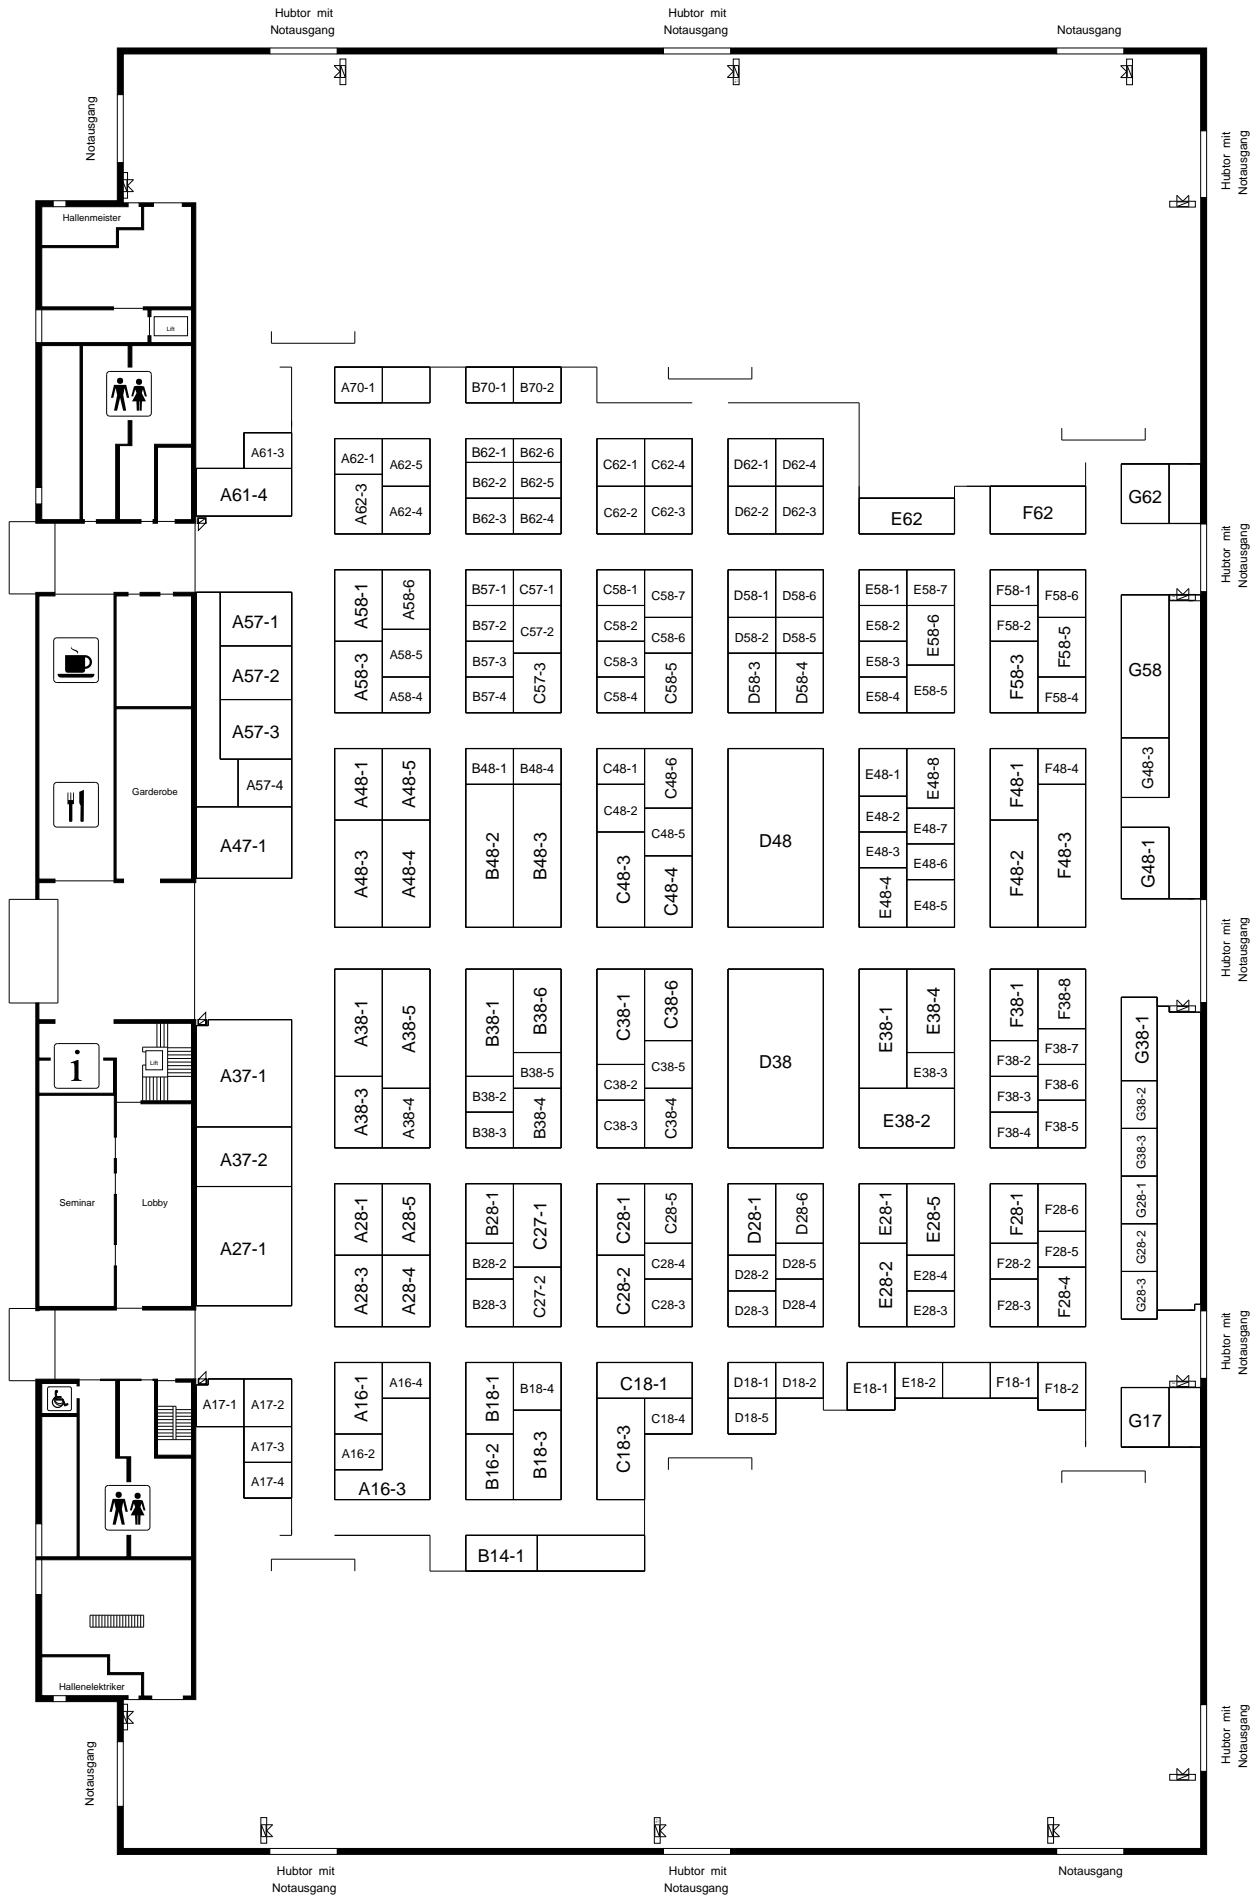 Hubtor mit
Notausgang
Hubtor mit
Notausgang
Notausgang
Notausgang
Hubtor mit
Notausgang
Hallenmeister
Lift
A70-1
B70-1 B70-2
A61-3
A61-4
A62-1 A62-5
A62-3 A62-4
B62-1 B62-6
B62-2 B62-5
B62-3 B62-4
C62-1 C62-4
C62-2 C62-3
D62-1 D62-4
D62-2 D62-3
E62
F62
G62
Hubtor mit
Notausgang
A57-1
A57-2
A57-3
A57-4
A47-1
Garderobe
A58-1 A58-6
A58-3 A58-5
A58-4
B57-1 C57-1
B57-2 C57-2
B57-3 C57-3
B57-4
C58-1 C58-7
C58-2 C58-6
C58-3 C58-5
C58-4
D58-1 D58-6
D58-2 D58-5
D58-3 D58-4
E58-1 E58-7
E58-2 E58-6
E58-3 E58-5
E58-4
F58-1 F58-6
F58-2 F58-5
F58-3 F58-4
G58
G48-3
G48-1
A48-1 A48-5
A48-3 A48-4
B48-1 B48-4
B48-2 B48-3
C48-1 C48-6
C48-2 C48-5
C48-3 C48-4
D48
E48-1 E48-8
E48-2 E48-7
E48-3 E48-6
E48-4 E48-5
F48-1 F48-4
F48-2 F48-3
Hubtor mit
Notausgang
i
Lift
A37-1
A37-2
A27-1
Seminar
Lobby
A38-1 A38-5
A38-3 A38-4
B38-1 B38-6
B38-2 B38-5
B38-3 B38-4
C38-1 C38-6
C38-2 C38-5
C38-3 C38-4
D38
E38-1 E38-4
E38-3
E38-2
F38-1 F38-8
F38-2 F38-7
F38-3 F38-6
F38-4 F38-5
G38-1
G38-2
G38-3
G28-1
G28-2
G28-3
A28-1 A28-5
A28-3 A28-4
B28-1 C27-1
B28-2
B28-3 C27-2
C28-1 C28-5
C28-2 C28-4
C28-3
D28-1 D28-6
D28-2 D28-5
D28-3 D28-4
E28-1 E28-5
E28-2 E28-4
E28-3
F28-1 F28-6
F28-2 F28-5
F28-3 F28-4
Hubtor mit
Notausgang
A17-1 A17-2
A17-3
A17-4
A16-1 A16-4
A16-2
A16-3
B18-1 B18-4
B16-2 B18-3
C18-1
C18-3 C18-4
D18-1 D18-2
D18-5
E18-1 E18-2
F18-1 F18-2
G17
B14-1
Hallenelektriker
Notausgang
Hubtor mit
Notausgang
Hubtor mit
Notausgang
Hubtor mit
Notausgang
Notausgang